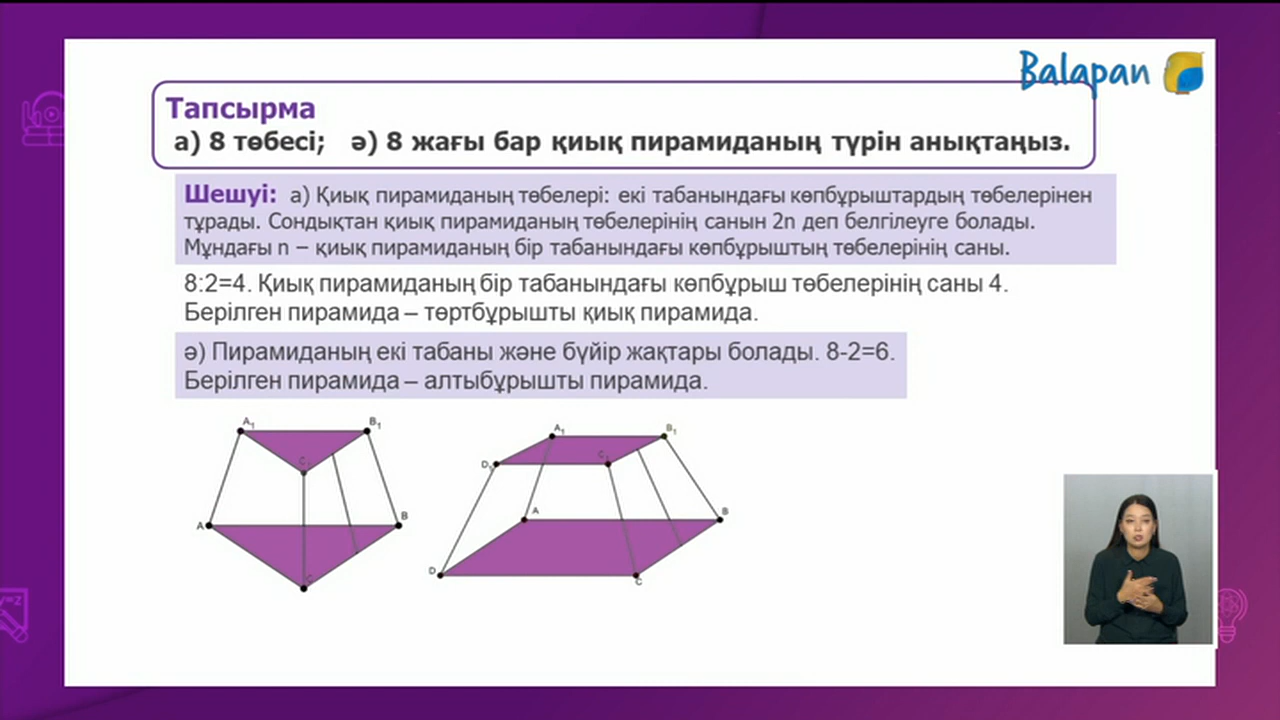 Balapan
Тапсырма
а) 8 төбесі; ә) 8 жағы бар қиық пирамиданың түрін анықтаңыз.
Шешуі: а) Қиық пирамиданың төбелері: екі табанындағы көпбұрыштардың төбелерінен
тұрады. Сондықтан қиық пирамиданың төбелерінің санын 2n деп белгілеуге болады.
Мұндағы n – қиық пирамиданың бір табанындағы көпбұрыштың төбелерінің саны.
8:2=4. Қиық пирамиданың бір табанындағы көпбұрыш төбелерінің саны 4.
Берілген пирамида – төртбұрышты қиық пирамида.
ә) Пирамиданың екі табаны және бүйір жақтары болады. 8-2=6.
Берілген пирамида – алтыбұрышты пирамида.
A₁ B₁
C₁
A B
C
A₁ B₁
D₁ C₁
A B
D C